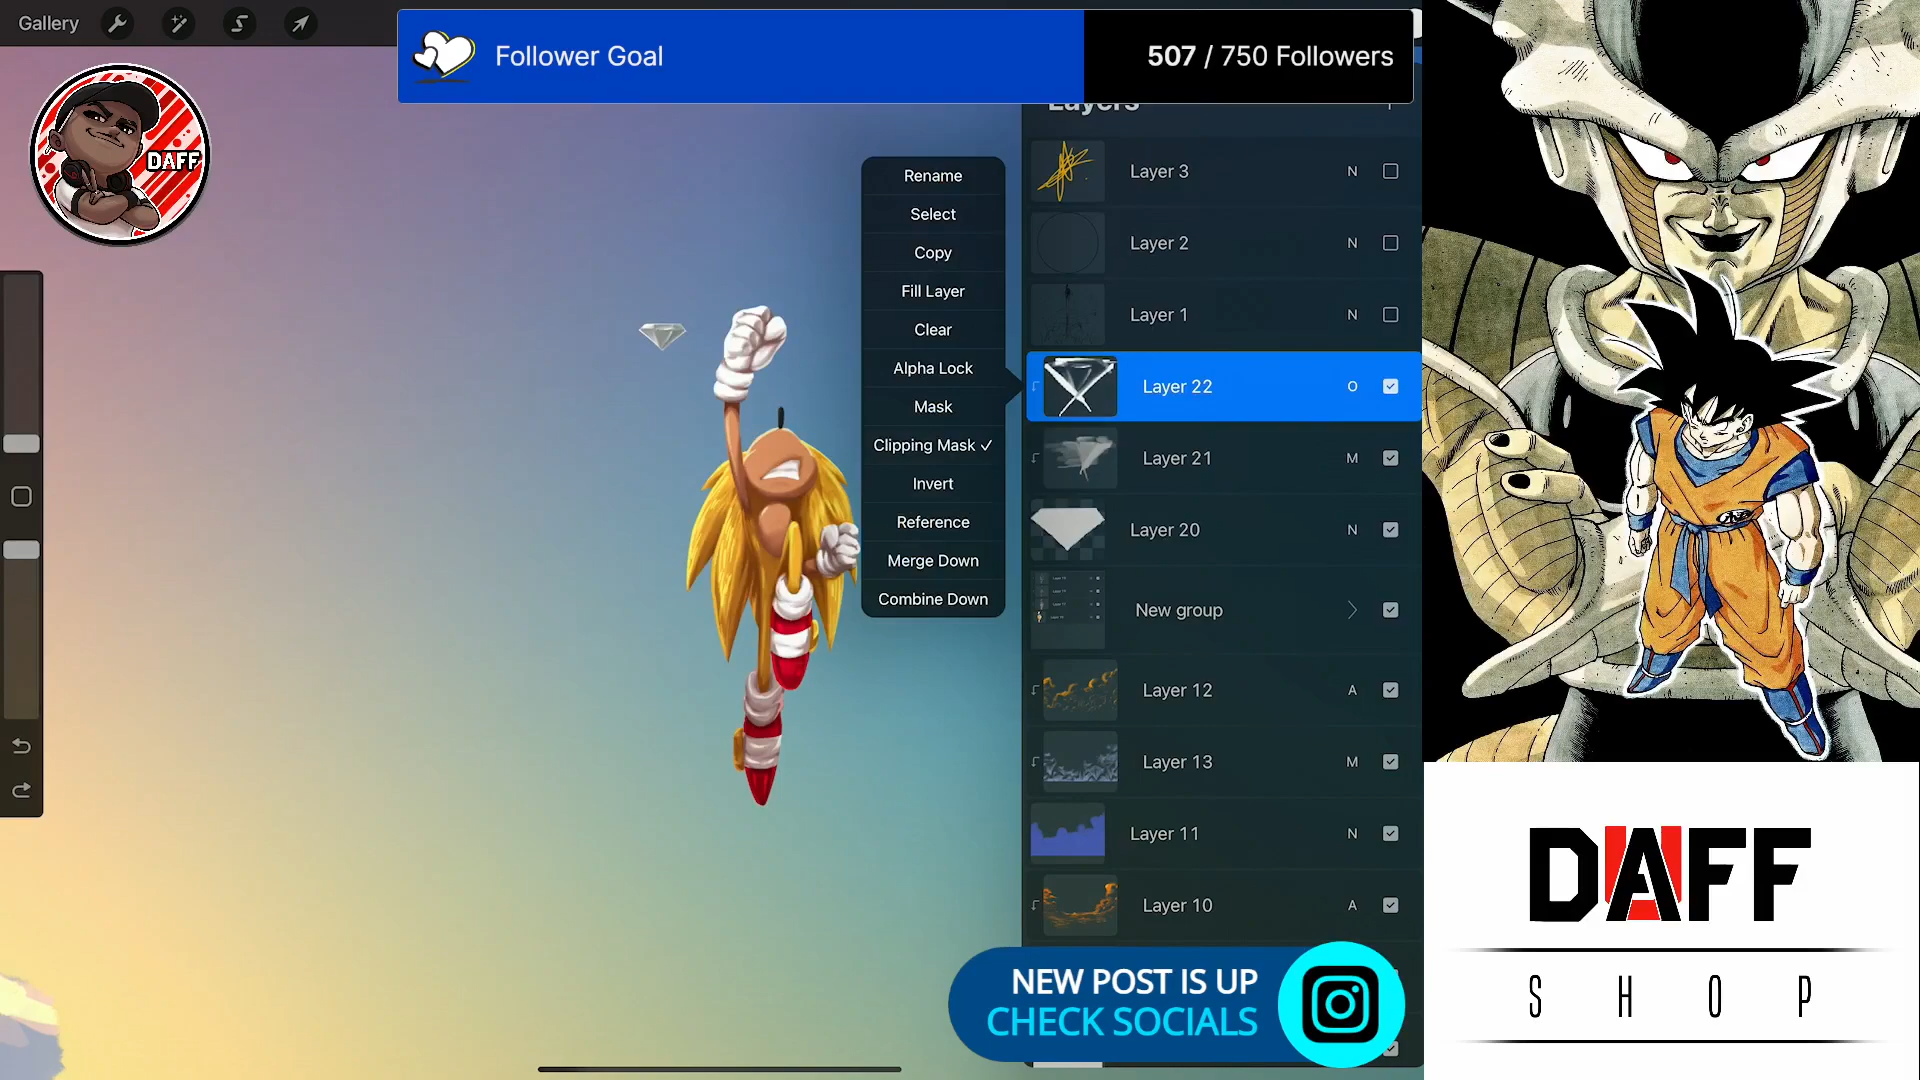 Gallery
Follower Goal
507 / 750 Followers
DAFF
Layers
Rename
Select
Copy
Fill Layer
Clear
Alpha Lock
Mask
Clipping Mask ✓
Invert
Reference
Merge Down
Combine Down
Layer 3 N
Layer 2 N
Layer 1 N
Layer 22 O
Layer 21 M
Layer 20 N
New group
Layer 12 A
Layer 13 M
Layer 11 N
Layer 10 A
NEW POST IS UP
CHECK SOCIALS
DAFF
SHOP